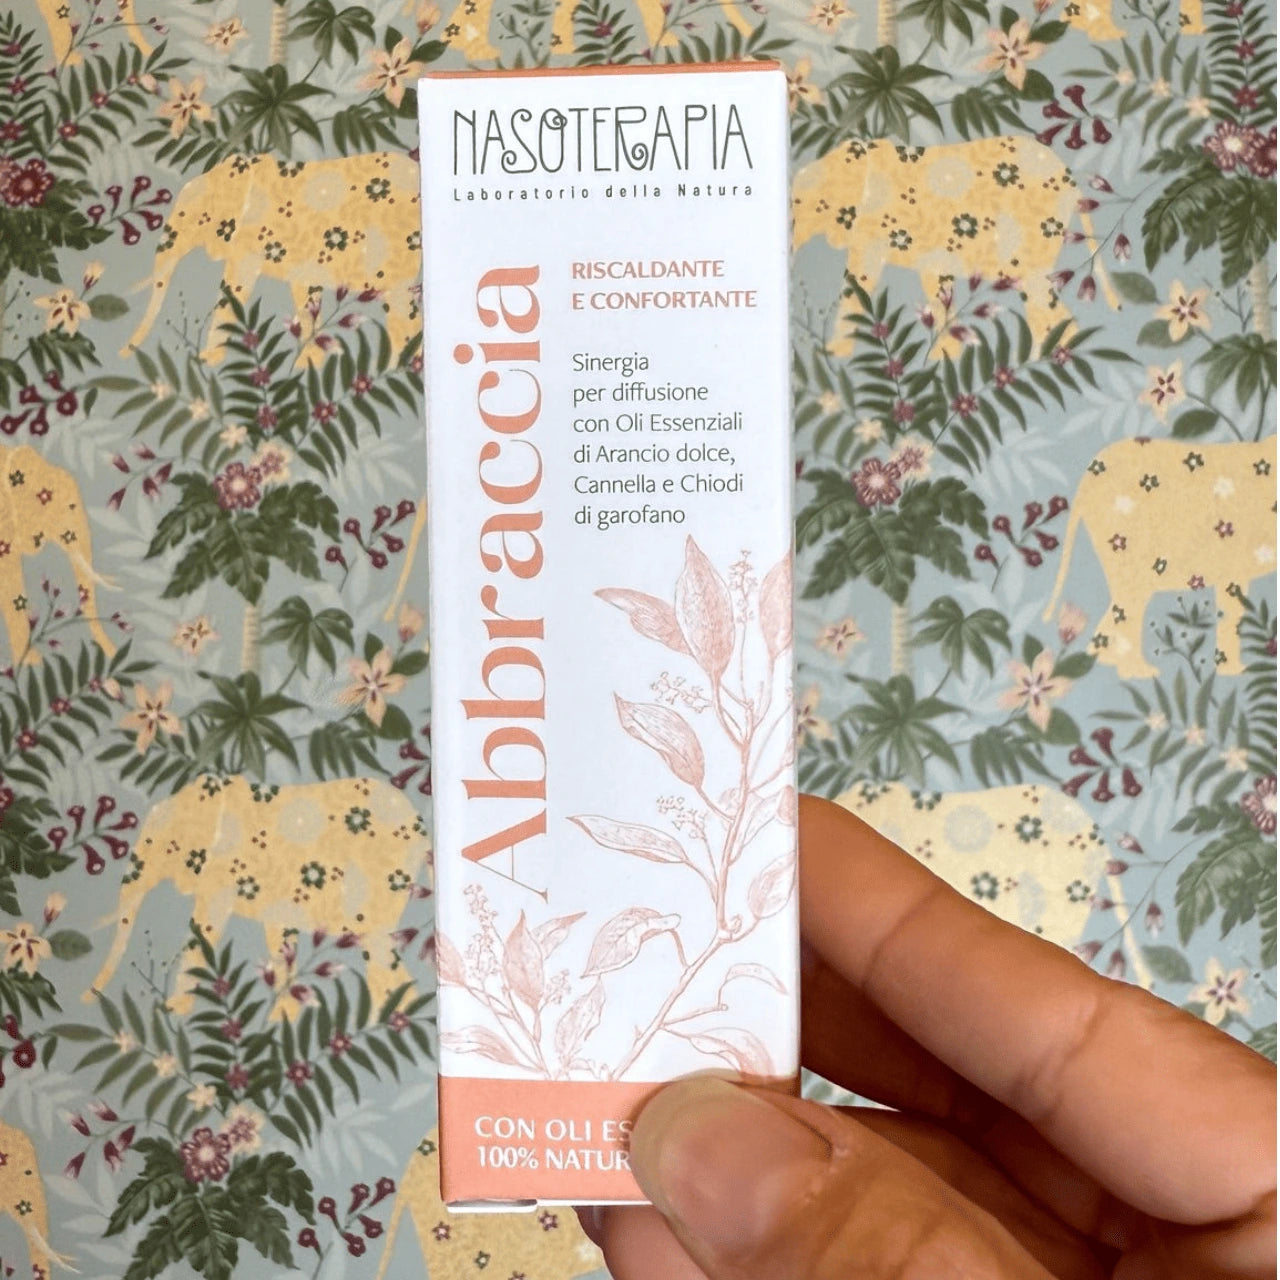 NASOTERAPIA
Laboratorio della Natura
Abbraccia
RISCALDANTE
E CONFORTANTE
Sinergia
per diffusione
con Oli Essenziali
di Arancio dolce,
Cannella e Chiodi
di garofano
CON OLI
100%